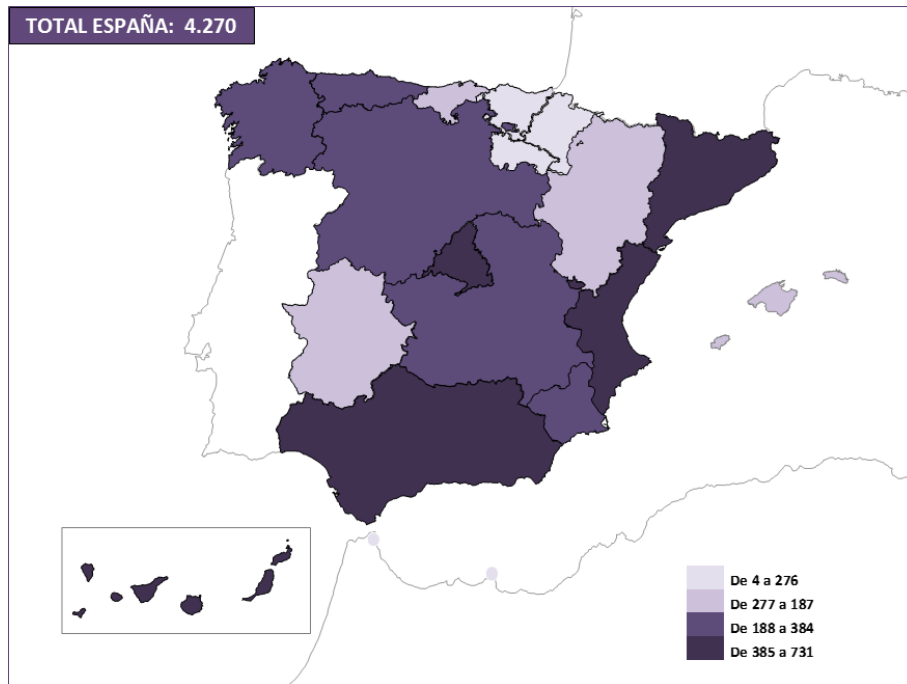 TOTAL ESPAÑA: 4.270
De 4 a 276
De 277 a 187
De 188 a 384
De 385 a 731